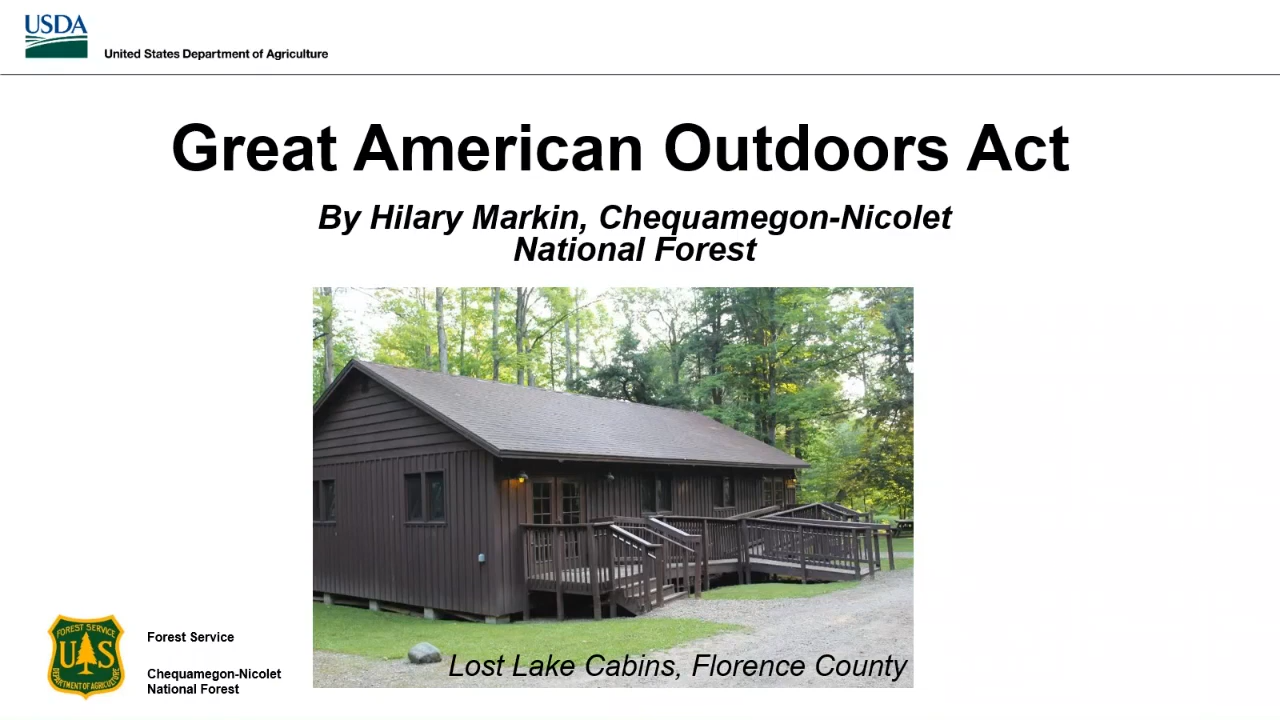 USDA
United States Department of Agriculture
Great American Outdoors Act
By Hilary Markin, Chequamegon-Nicolet
National Forest
Lost Lake Cabins, Florence County
FOREST SERVICE
U S
DEPARTMENT OF AGRICULTURE
Forest Service
Chequamegon-Nicolet
National Forest